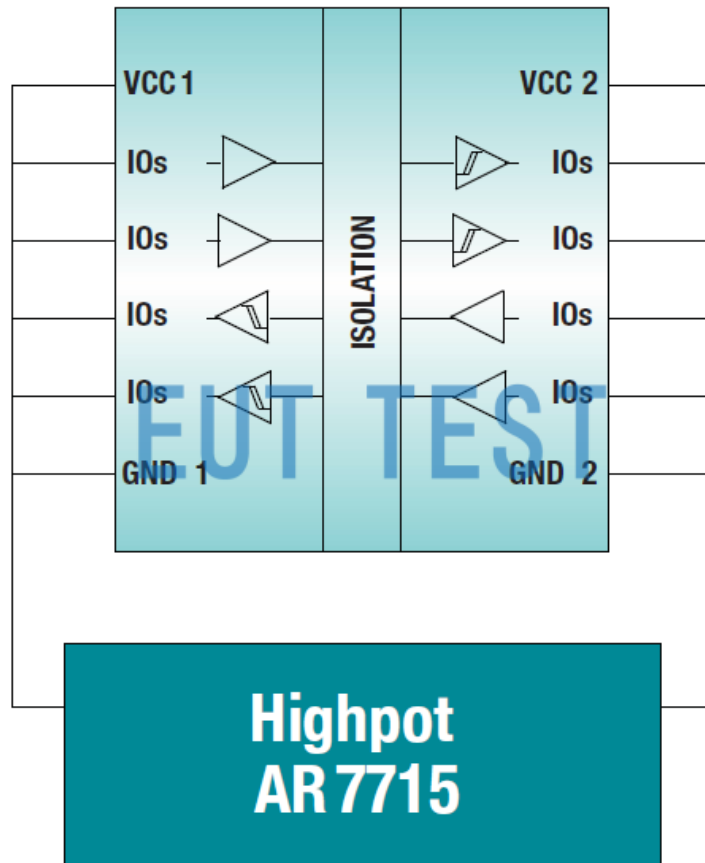 VCC 1 VCC 2
IOs IOs
IOs IOs
ISOLATION
IOs IOs
IOs IOs
EUT TEST
GND 1 GND 2
Highpot
AR 7715